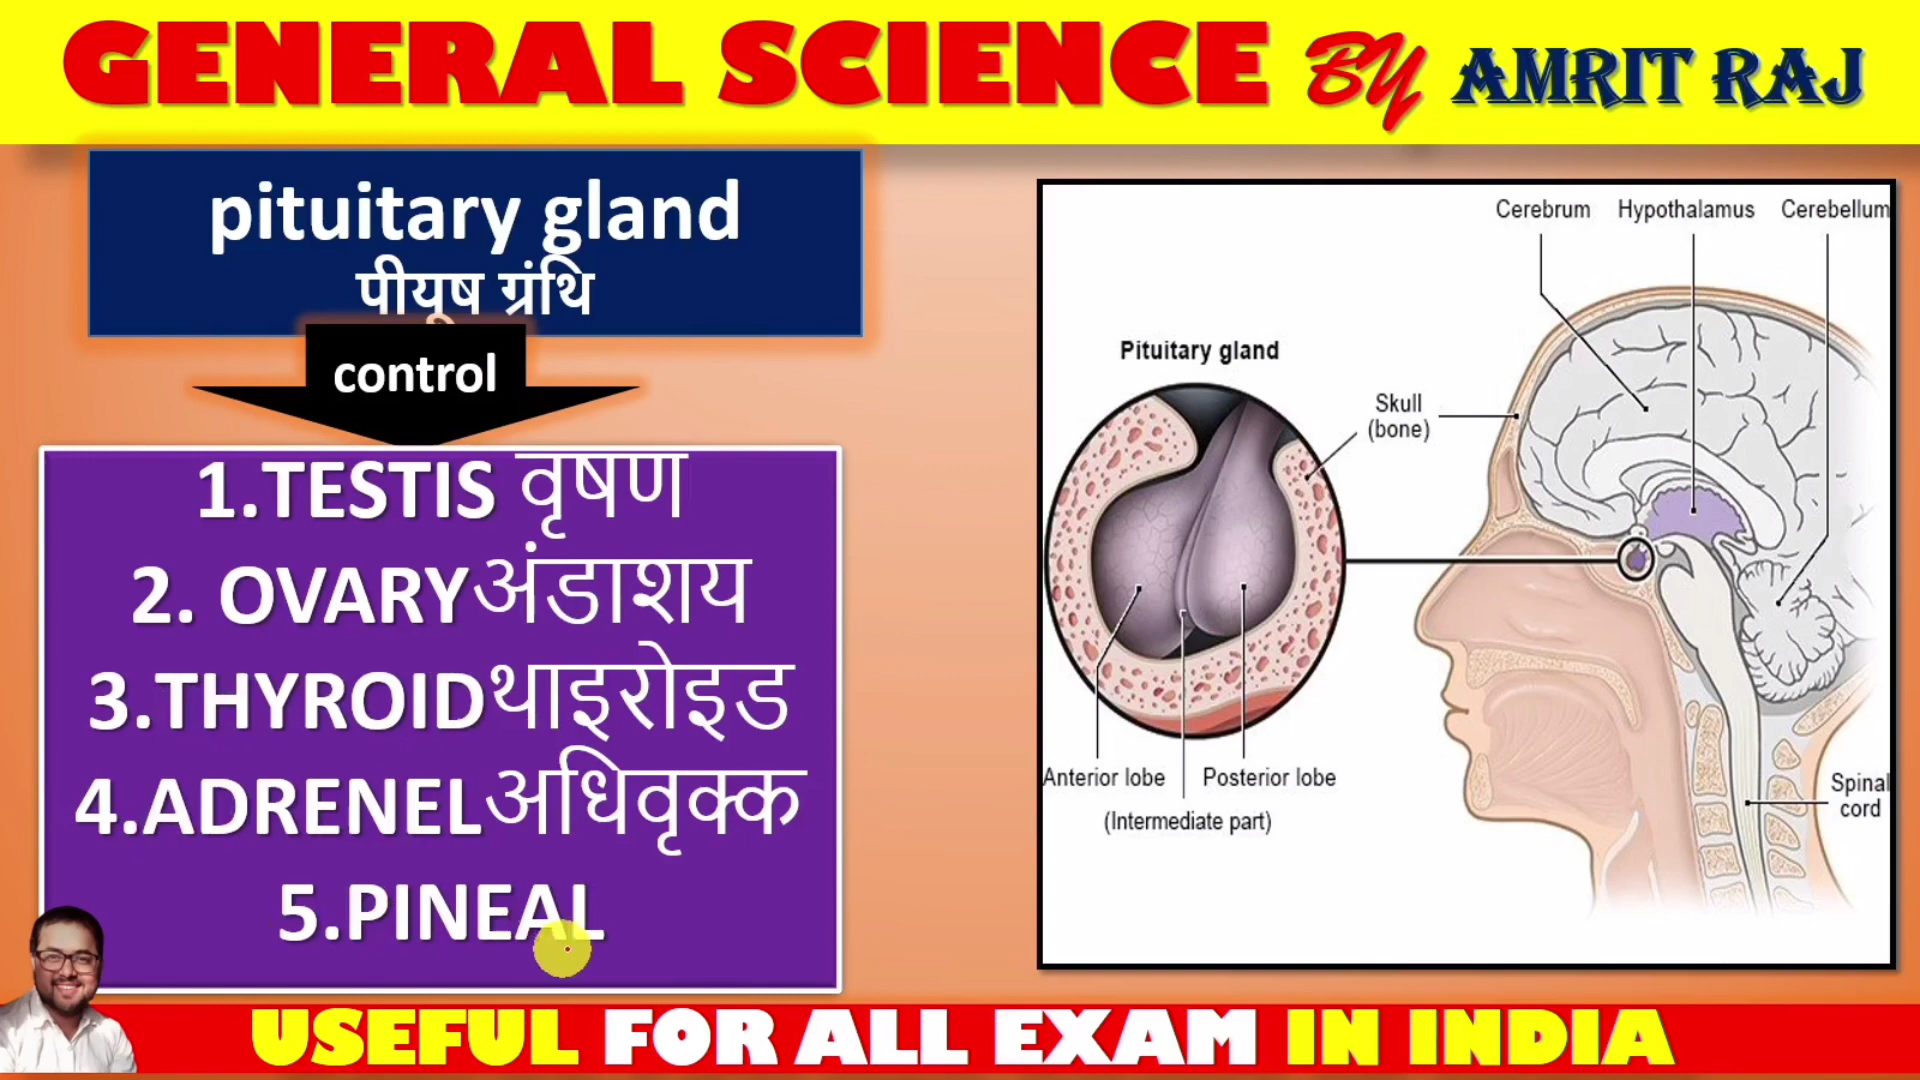 GENERAL SCIENCE BY AMRIT RAJ
pituitary gland
पीयूष ग्रंथि
control
1.TESTIS वृषण
2. OVARYअंडाशय
3.THYROIDथाइरोइड
4.ADRENELअधिवृक्क
5.PINEAL
Cerebrum Hypothalamus Cerebellum
Pituitary gland
Skull
(bone)
Anterior lobe Posterior lobe
(Intermediate part)
Spinal
cord
USEFUL FOR ALL EXAM IN INDIA